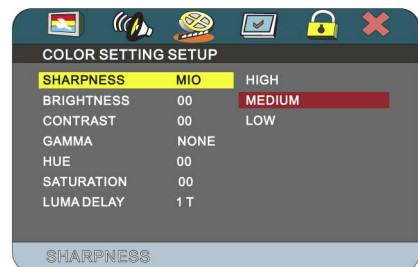 COLOR SETTING SETUP
SHARPNESS MIO HIGH
BRIGHTNESS 00 MEDIUM
CONTRAST 00 LOW
GAMMA NONE
HUE 00
SATURATION 00
LUMA DELAY 1 T
SHARPNESS